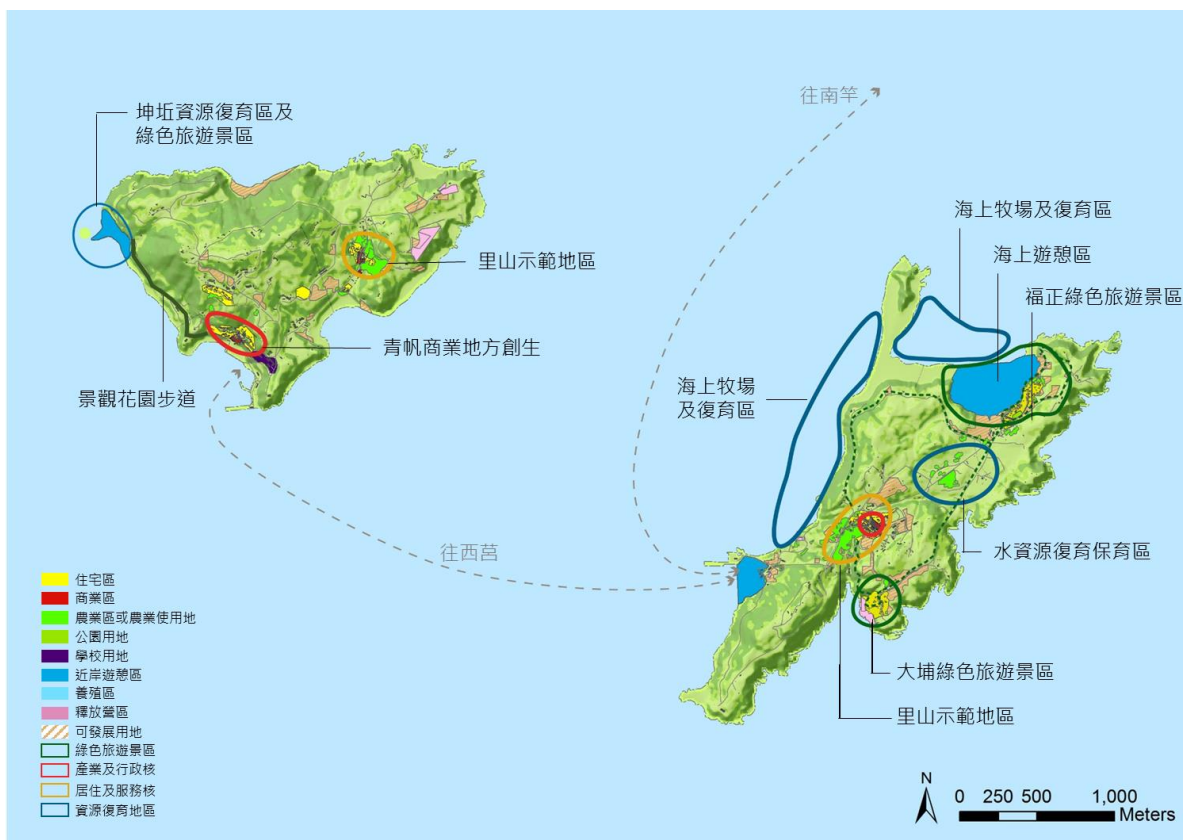 坤坵資源復育區及
綠色旅遊景區
里山示範地區
青帆商業地方創生
景觀花園步道
往西莒
往南竿
海上牧場及復育區
海上遊憩區
福正綠色旅遊景區
海上牧場
及復育區
水資源復育保育區
大埔綠色旅遊景區
里山示範地區
住宅區
商業區
農業區或農業使用地
公園用地
學校用地
近岸遊憩區
養殖區
釋放營區
可發展用地
綠色旅遊景區
產業及行政核
居住及服務核
資源復育地區
N
0 250 500 1,000
Meters